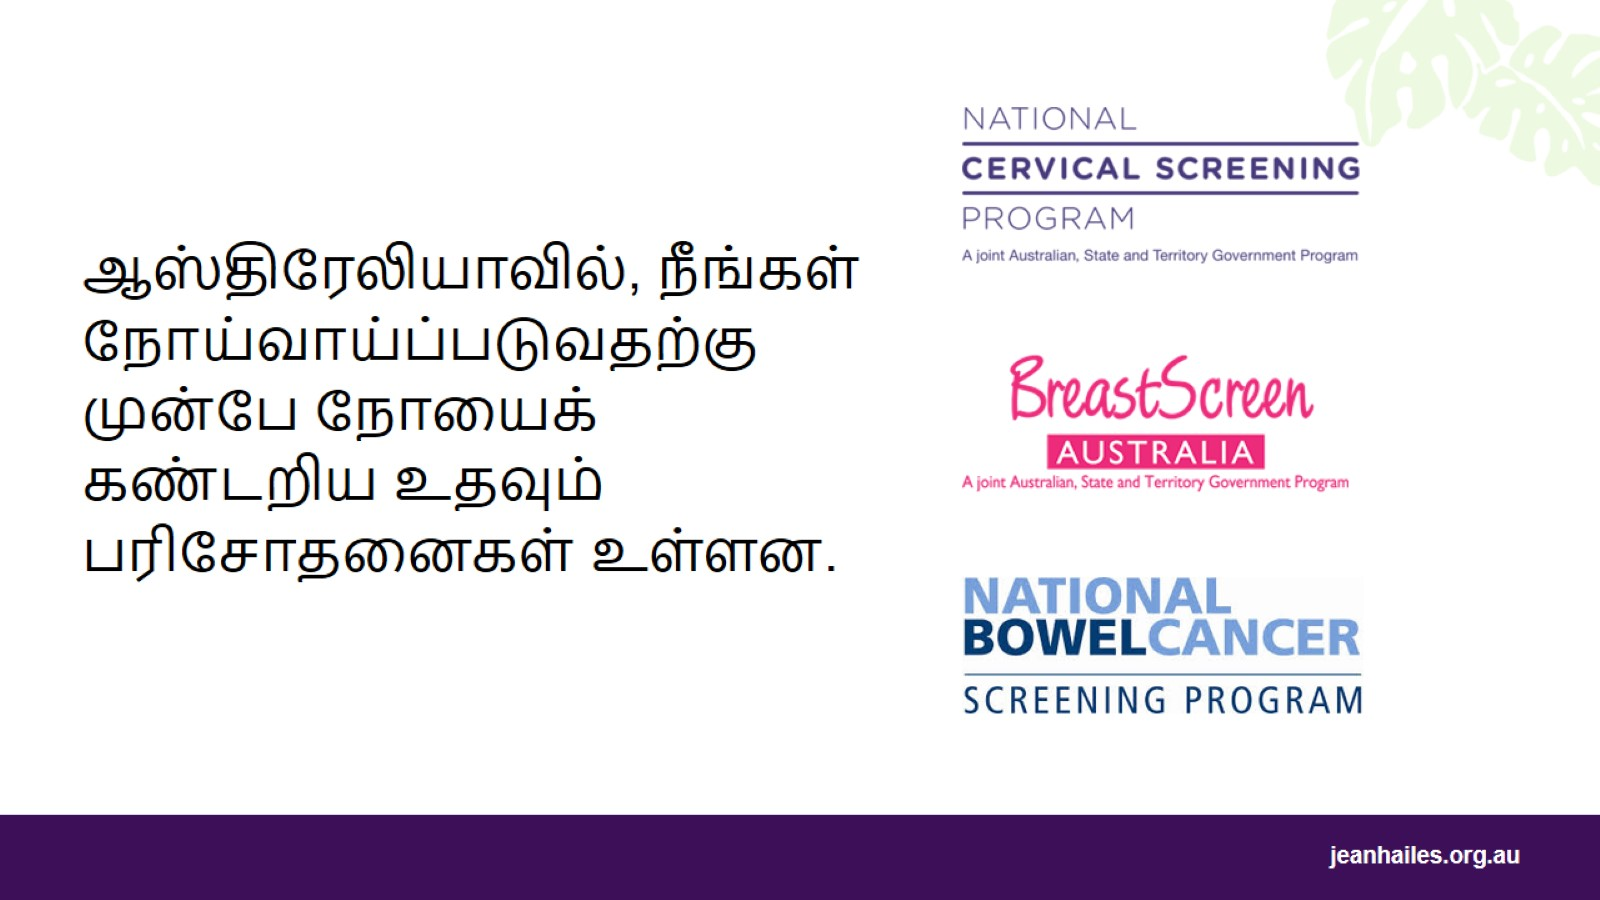 ஆஸ்திரேலியாவில், நீங்கள்
நோய்வாய்ப்படுவதற்கு
முன்பே நோயைக்
கண்டறிய உதவும்
பரிசோதனைகள் உள்ளன.
NATIONAL
CERVICAL SCREENING
PROGRAM
A joint Australian, State and Territory Government Program
BreastScreen
AUSTRALIA
A joint Australian, State and Territory Government Program
NATIONAL
BOWELCANCER
SCREENING PROGRAM
jeanhailes.org.au